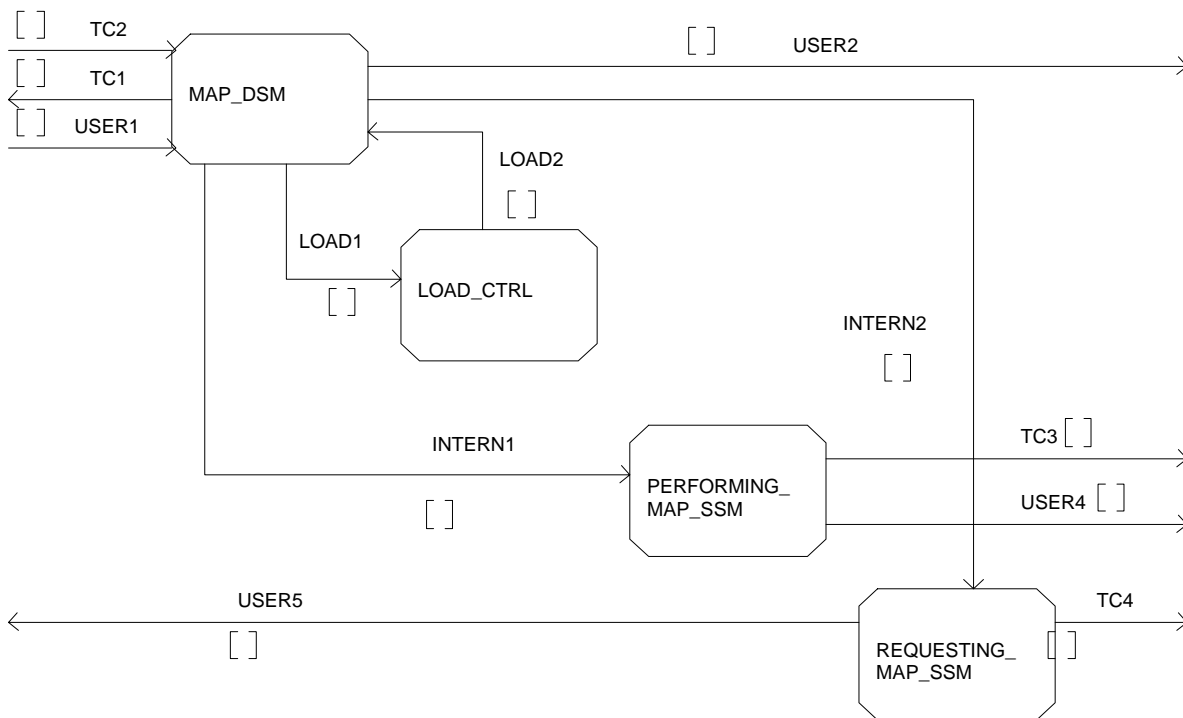 [ ] TC2
[ ] USER2
[ ] TC1
MAP_DSM
[ ] USER1
LOAD2
[ ]
LOAD1
LOAD_CTRL
[ ]
INTERN2
[ ]
INTERN1
TC3 [ ]
PERFORMING_
MAP_SSM
USER4 [ ]
[ ]
USER5
TC4
[ ]
[ ]
REQUESTING_
MAP_SSM